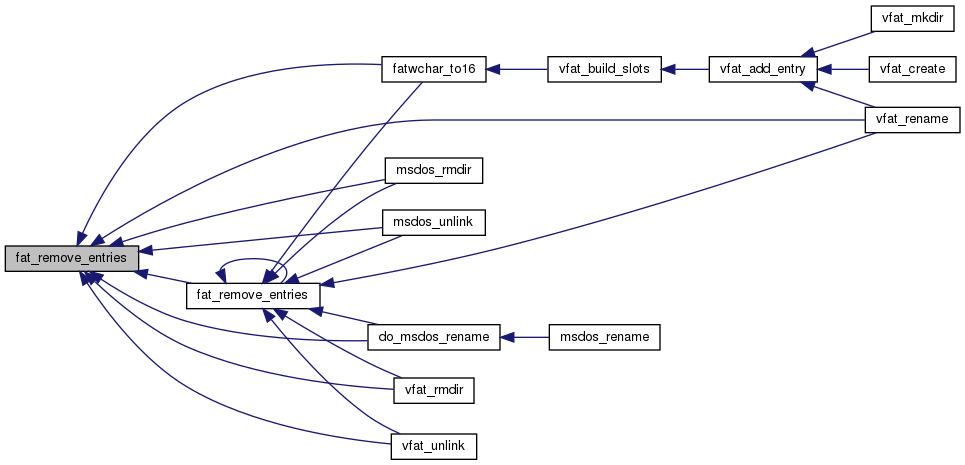 vfat_mkdir
fatwchar_to16
vfat_build_slots
vfat_add_entry
vfat_create
vfat_rename
msdos_rmdir
msdos_unlink
fat_remove_entries
fat_remove_entries
do_msdos_rename
msdos_rename
vfat_rmdir
vfat_unlink